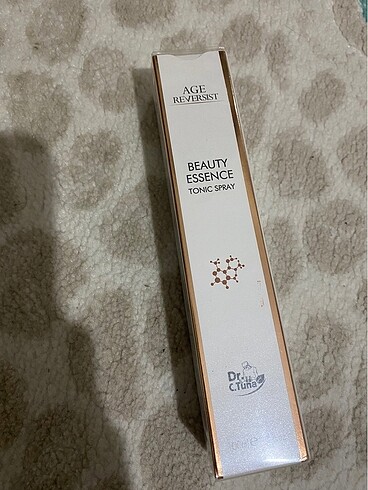 AGE
REVERSIST
BEAUTY
ESSENCE
TONIC SPRAY
Dr.
C.Tuna